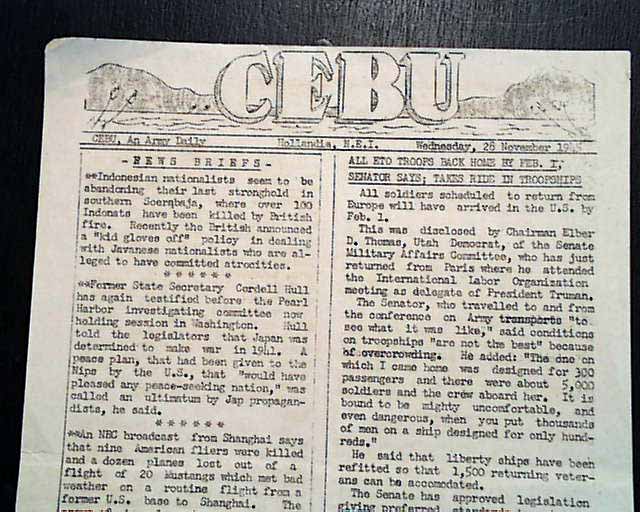 CEBU
CEBU, An Army Daily Hollandia, N.E.I. Wednesday, 28 November 1945
-NEWS BRIEFS-
**Indonesian nationalists seem to be
abandoning their last stronghold in
southern Soerqbaja, where over 100
Indonats have been killed by British
fire. Recently the British announced
a "kid gloves off" policy in dealing
with Javanese nationalists who are al-
leged to have committed atrocities.
* * * * * *
**Former State Secretary Cordell Hull
has again testified before the Pearl
Harbor investigating committee now
holding session in Washington. Hull
told the legislators that Japan was
determined to make war in 1941. A
peace plan, that had been given to the
Nips by the U.S., that "would have
pleased any peace-seeking nation," was
called an ultimatum by Jap propagan-
dists, he said.
* * * * * *
**An NBC broadcast from Shanghai says
that nine American fliers were killed
and a dozen planes lost out of a
flight of 20 Mustangs which met bad
weather on a routine flight from a
former U.S. base to Shanghai. The
ALL ETO TROOPS BACK HOME BY FEB. 1,
SENATOR SAYS; TAKES RIDE IN TROOPSHIPS
All soldiers scheduled to return from
Europe will have arrived in the U.S. by
Feb. 1.
This was disclosed by Chairman Elber
D. Thomas, Utah Democrat, of the Senate
Military Affairs Committee, who has just
returned from Paris where he attended
the International Labor Organization
meeting as delegate of President Truman.
The Senator, who travelled to and from
the conference on Army transports "to
see what it was like," said conditions
on troopships "are not the best" because
of overcrowding. He added: "The one on
which I came home was designed for 300
passengers and there were about 5,000
soldiers and the crew aboard her. It is
bound to be mighty uncomfortable, and
even dangerous, when you put thousands
of men on a ship designed for only hund-
reds."
He said that liberty ships have been
refitted so that 1,500 returning veter-
ans can be accomodated.
The Senate has approved legislation
giving preferred